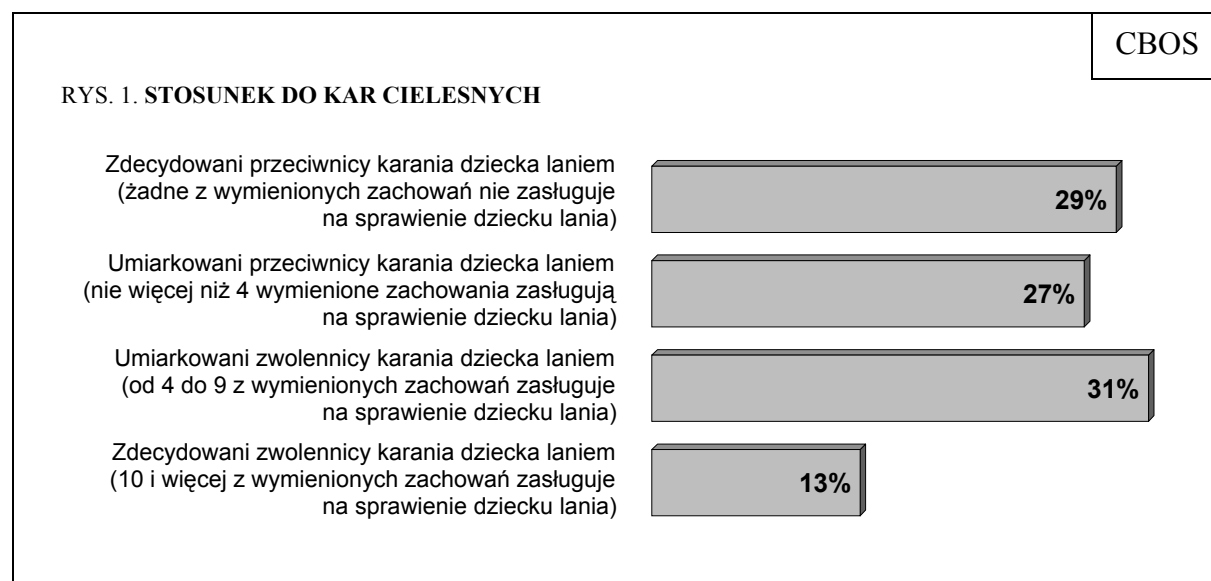 CBOS
RYS. 1. STOSUNEK DO KAR CIELESNYCH
Zdecydowani przeciwnicy karania dziecka laniem
(żadne z wymienionych zachowań nie zasługuje
na sprawienie dziecku lania)
29%
Umiarkowani przeciwnicy karania dziecka laniem
(nie więcej niż 4 wymienione zachowania zasługują
na sprawienie dziecku lania)
27%
Umiarkowani zwolennicy karania dziecka laniem
(od 4 do 9 z wymienionych zachowań zasługuje
na sprawienie dziecku lania)
31%
Zdecydowani zwolennicy karania dziecka laniem
(10 i więcej z wymienionych zachowań zasługuje
na sprawienie dziecku lania)
13%